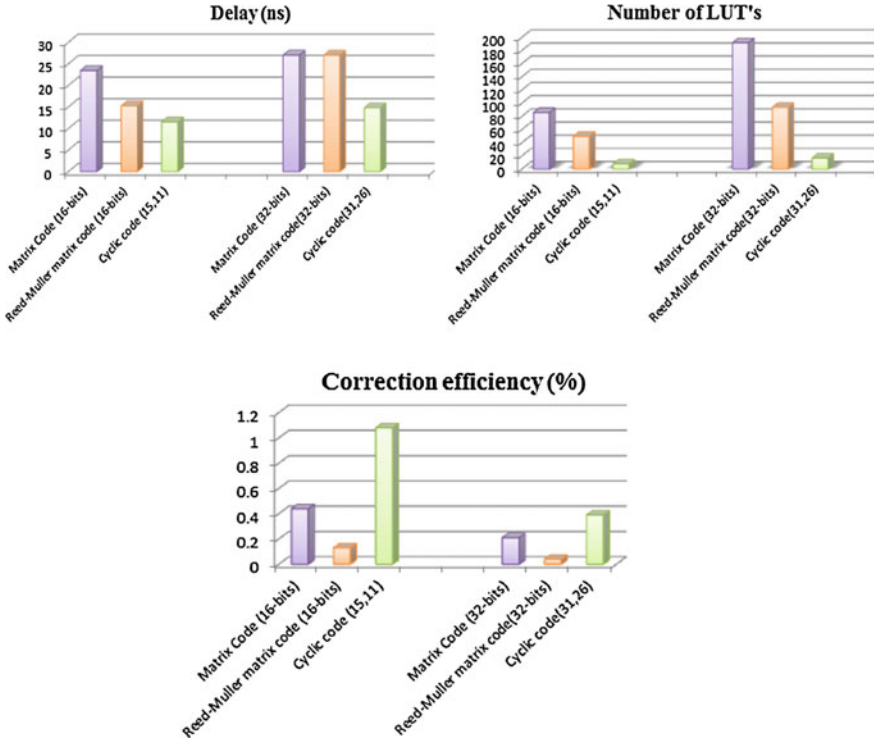 Delay (ns)
30
25
20
15
10
5
0
Matrix Code (16-bits)
Reed-Muller matrix code (16-bits)
Cyclic code (15,11)
Matrix Code (32-bits)
Reed-Muller matrix code(32-bits)
Cyclic code(31,26)
Number of LUT's
200
180
160
140
120
100
80
60
40
20
0
Matrix Code (16-bits)
Reed-Muller matrix code (16-bits)
Cyclic code (15,11)
Matrix Code (32-bits)
Reed-Muller matrix code(32-bits)
Cyclic code(31,26)
Correction efficiency (%)
1.2
1
0.8
0.6
0.4
0.2
0
Matrix Code (16-bits)
Reed-Muller matrix code (16-bits)
Cyclic code (15,11)
Matrix Code (32-bits)
Reed-Muller matrix code(32-bits)
Cyclic code(31,26)